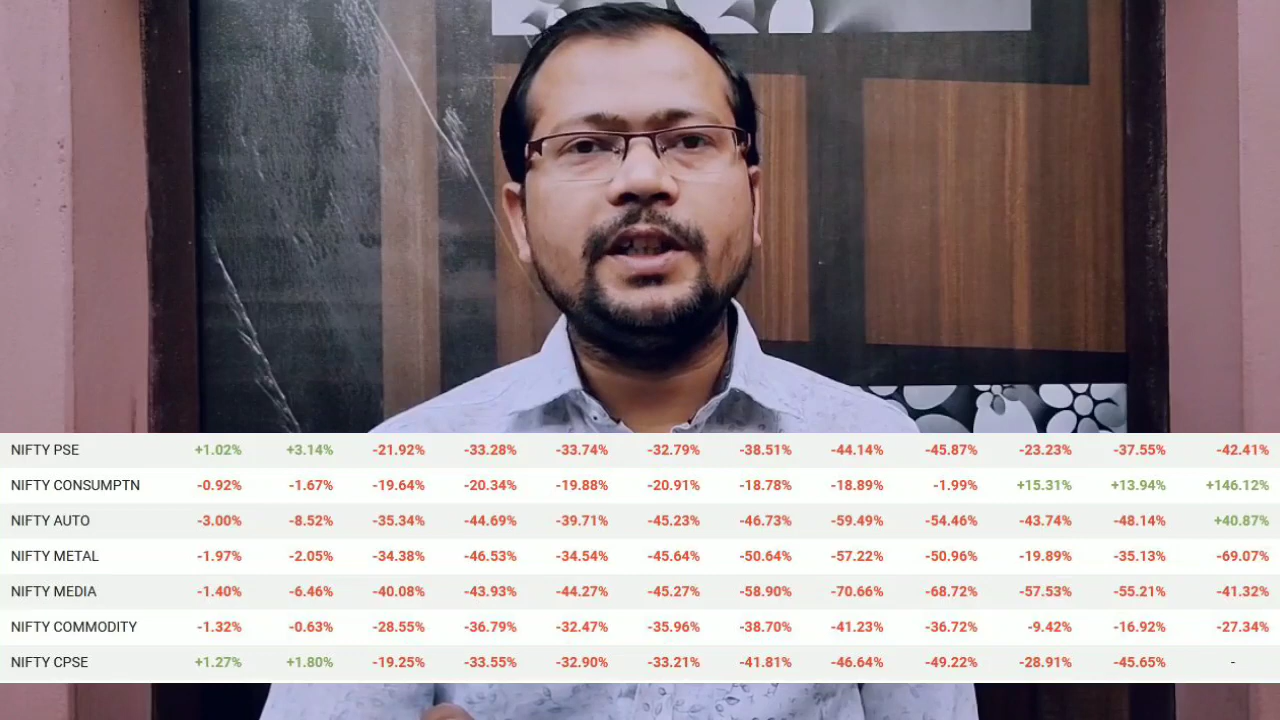 NIFTY PSE +1.02% +3.14% -21.92% -33.28% -33.74% -32.79% -38.51% -44.14% -45.87% -23.23% -37.55% -42.41%
NIFTY CONSUMPTN -0.92% -1.67% -19.64% -20.34% -19.88% -20.91% -18.78% -18.89% -1.99% +15.31% +13.94% +146.12%
NIFTY AUTO -3.00% -8.52% -35.34% -44.69% -39.71% -45.23% -46.73% -59.49% -54.46% -43.74% -48.14% +40.87%
NIFTY METAL -1.97% -2.05% -34.38% -46.53% -34.54% -45.64% -50.64% -57.22% -50.96% -19.89% -35.13% -69.07%
NIFTY MEDIA -1.40% -6.46% -40.08% -43.93% -44.27% -45.27% -58.90% -70.66% -68.72% -57.53% -55.21% -41.32%
NIFTY COMMODITY -1.32% -0.63% -28.55% -36.79% -32.47% -35.96% -38.70% -41.23% -36.72% -9.42% -16.92% -27.34%
NIFTY CPSE +1.27% +1.80% -19.25% -33.55% -32.90% -33.21% -41.81% -46.64% -49.22% -28.91% -45.65% -